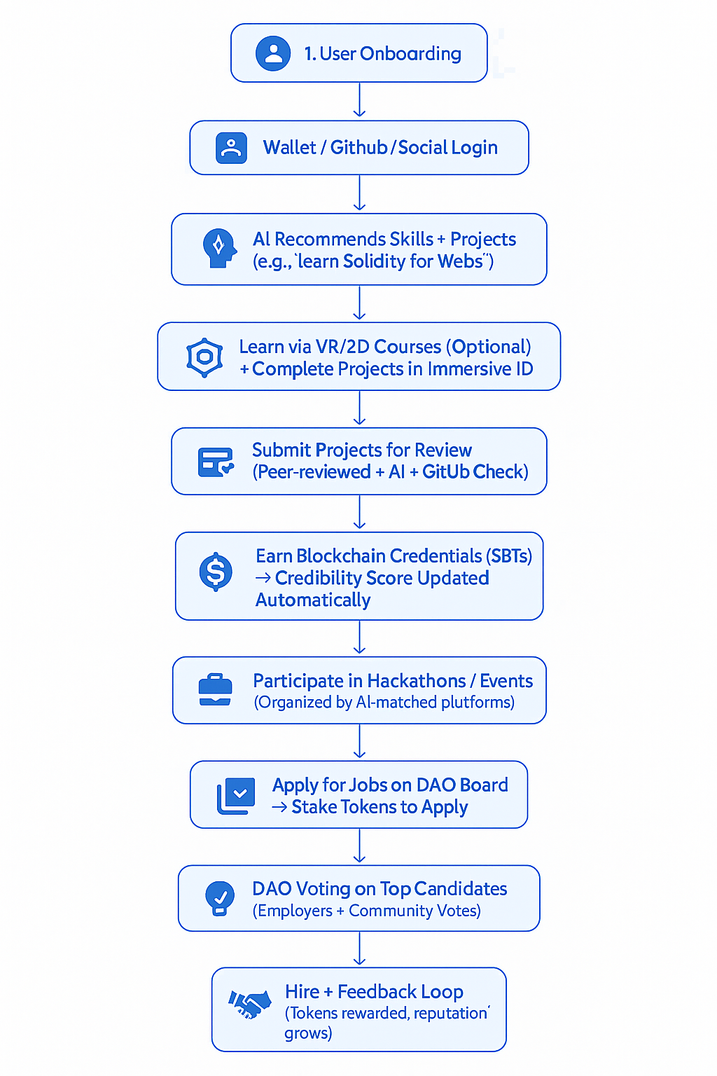 1. User Onboarding
Wallet / Github / Social Login
AI Recommends Skills + Projects
(e.g., ‵learn Solidity for Webs″)
Learn via VR/2D Courses (Optional)
+ Complete Projects in Immersive ID
Submit Projects for Review
(Peer-reviewed + AI + GitUb Check)
Earn Blockchain Credentials (SBTs)
→ Credibility Score Updated
Automatically
Participate in Hackathons / Events
(Organized by AI-matched plutforms)
Apply for Jobs on DAO Board
→ Stake Tokens to Apply
DAO Voting on Top Candidates
(Employers + Community Votes)
Hire + Feedback Loop
(Tokens rewarded, reputation′
grows)